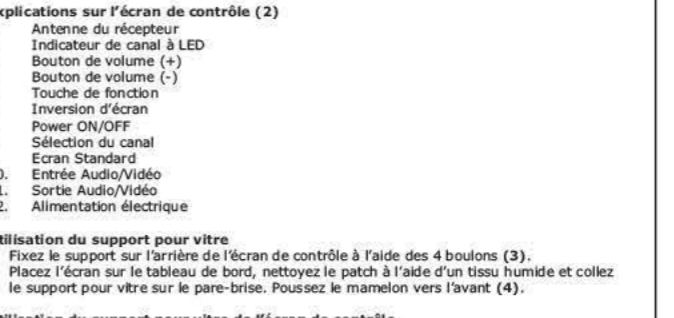 xplications sur l'écran de contrôle (2)
Antenne du récepteur
Indicateur de canal à LED
Bouton de volume (+)
Bouton de volume (-)
Touche de fonction
Inversion d'écran
Power ON/OFF
Sélection du canal
Ecran Standard
0. Entrée Audio/Vidéo
1. Sortie Audio/Vidéo
2. Alimentation électrique
tilisation du support pour vitre
Fixez le support sur l'arrière de l'écran de contrôle à l'aide des 4 boulons (3).
Placez l'écran sur le tableau de bord, nettoyez le patch à l'aide d'un tissu humide et collez
le support pour vitre sur le pare-brise. Poussez le mamelon vers l'avant (4).